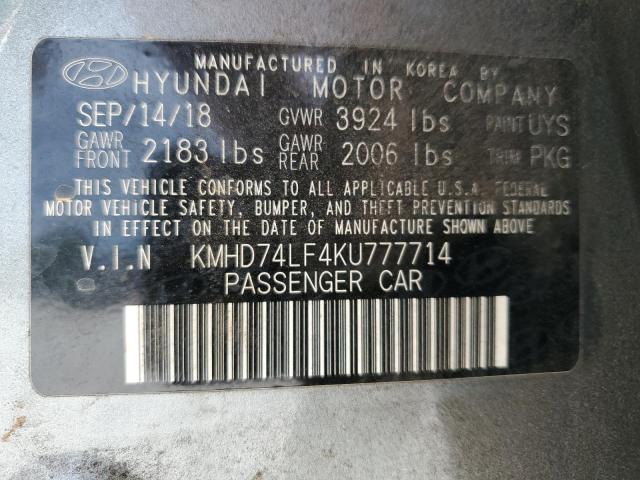 MANUFACTURED IN KOREA BY
HYUNDAI MOTOR COMPANY
SEP/14/18 GVWR 3924 lbs PAINT UYS
GAWR FRONT 2183 lbs GAWR REAR 2006 lbs TRIM PKG
THIS VEHICLE CONFORMS TO ALL APPLICABLE U.S.A. FEDERAL
MOTOR VEHICLE SAFETY, BUMPER, AND THEFT PREVENTION STANDARDS
IN EFFECT ON THE DATE OF MANUFACTURE SHOWN ABOVE.
V.I.N KMHD74LF4KU777714
PASSENGER CAR